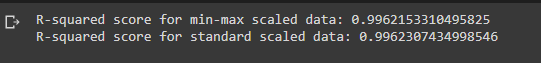 R-squared score for min-max scaled data: 0.9962153310495825
R-squared score for standard scaled data: 0.9962307434998546